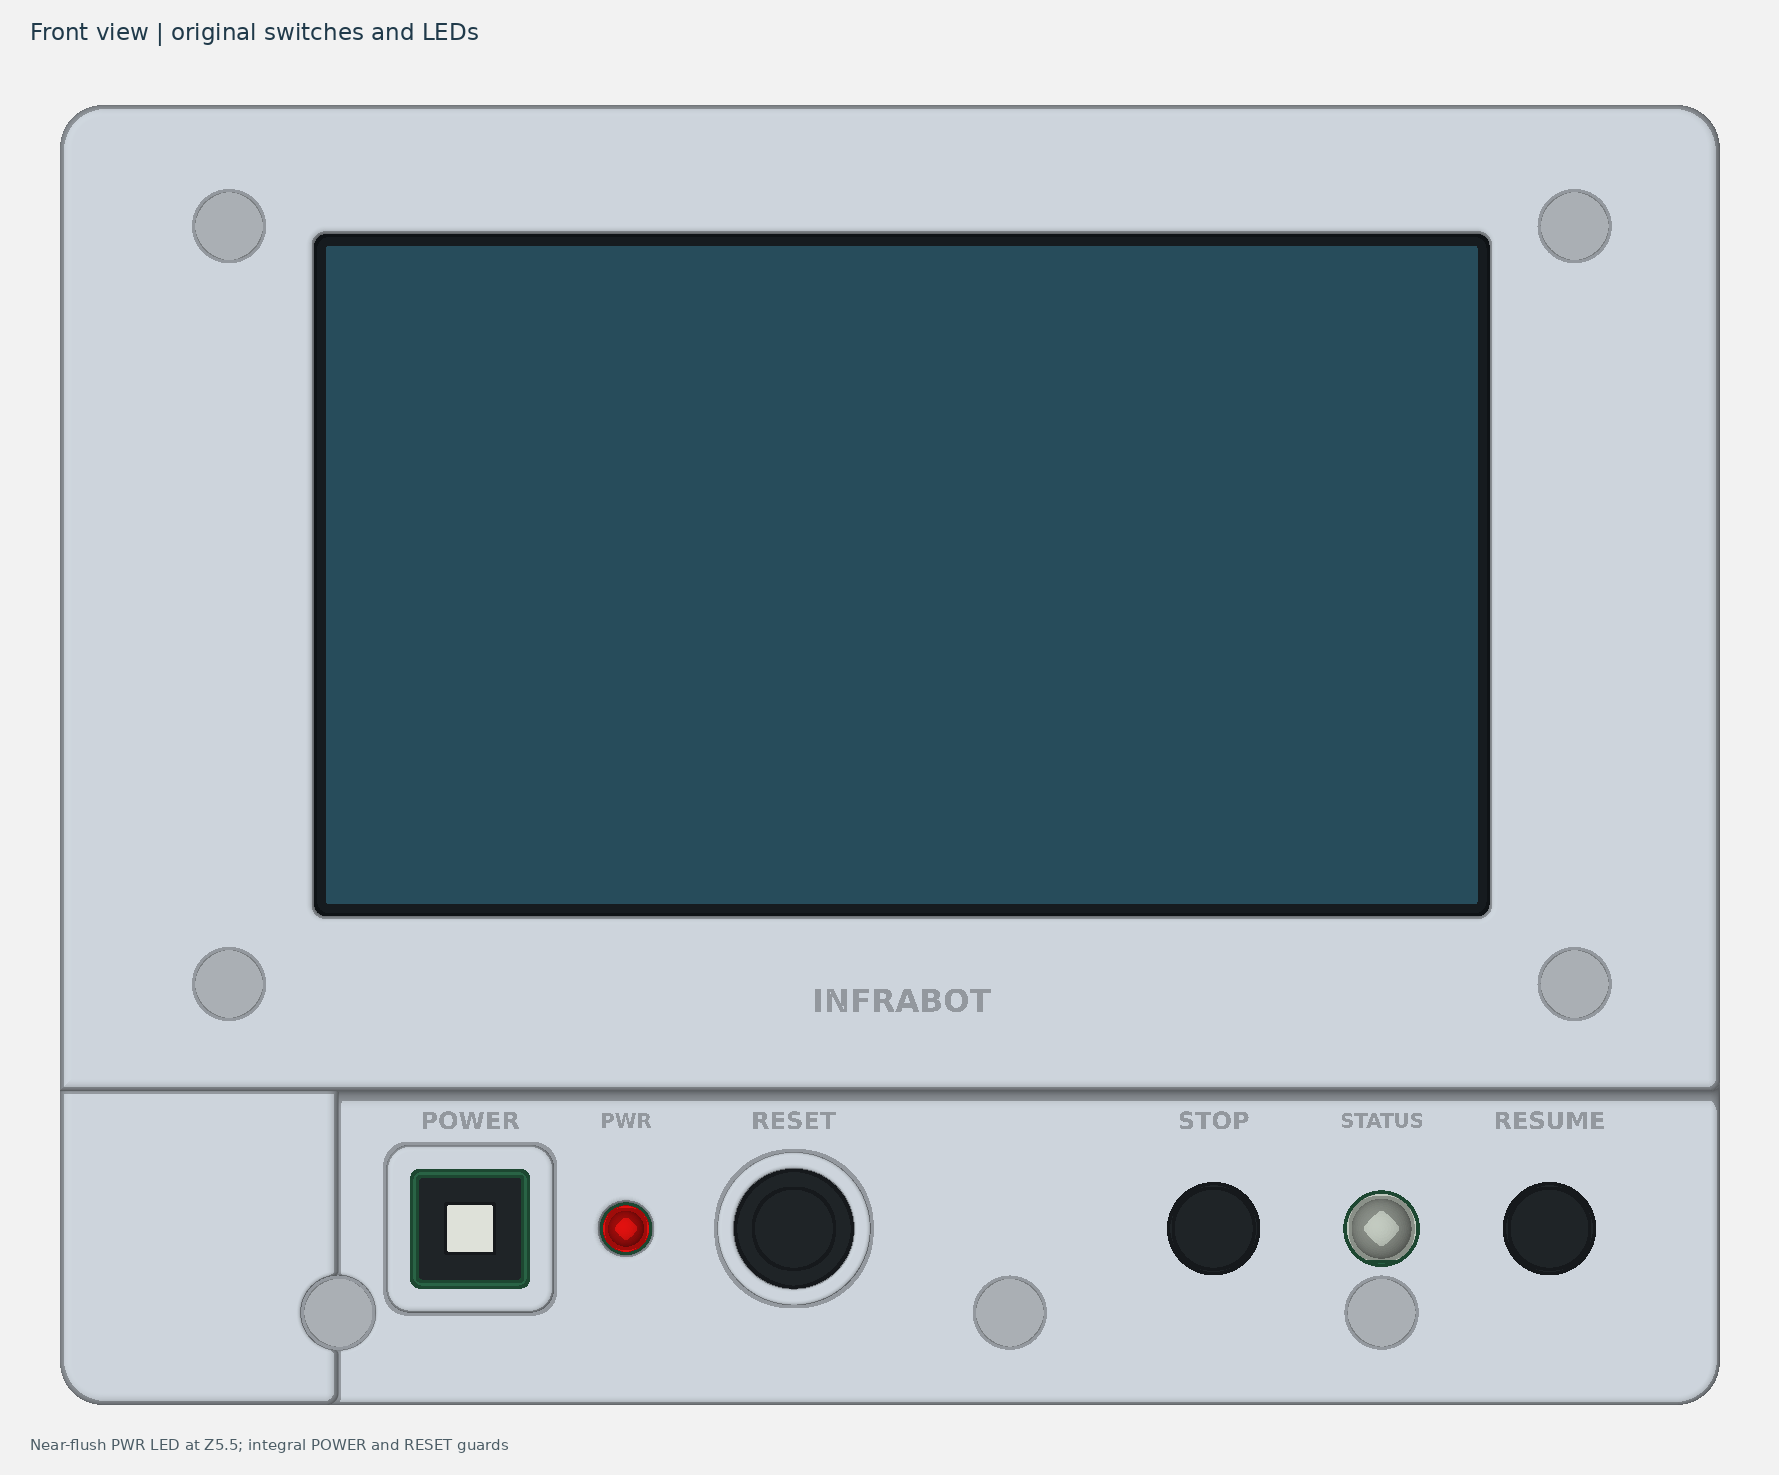 Front view | original switches and LEDs
INFRABOT
POWER PWR RESET STOP STATUS RESUME
Near-flush PWR LED at Z5.5; integral POWER and RESET guards